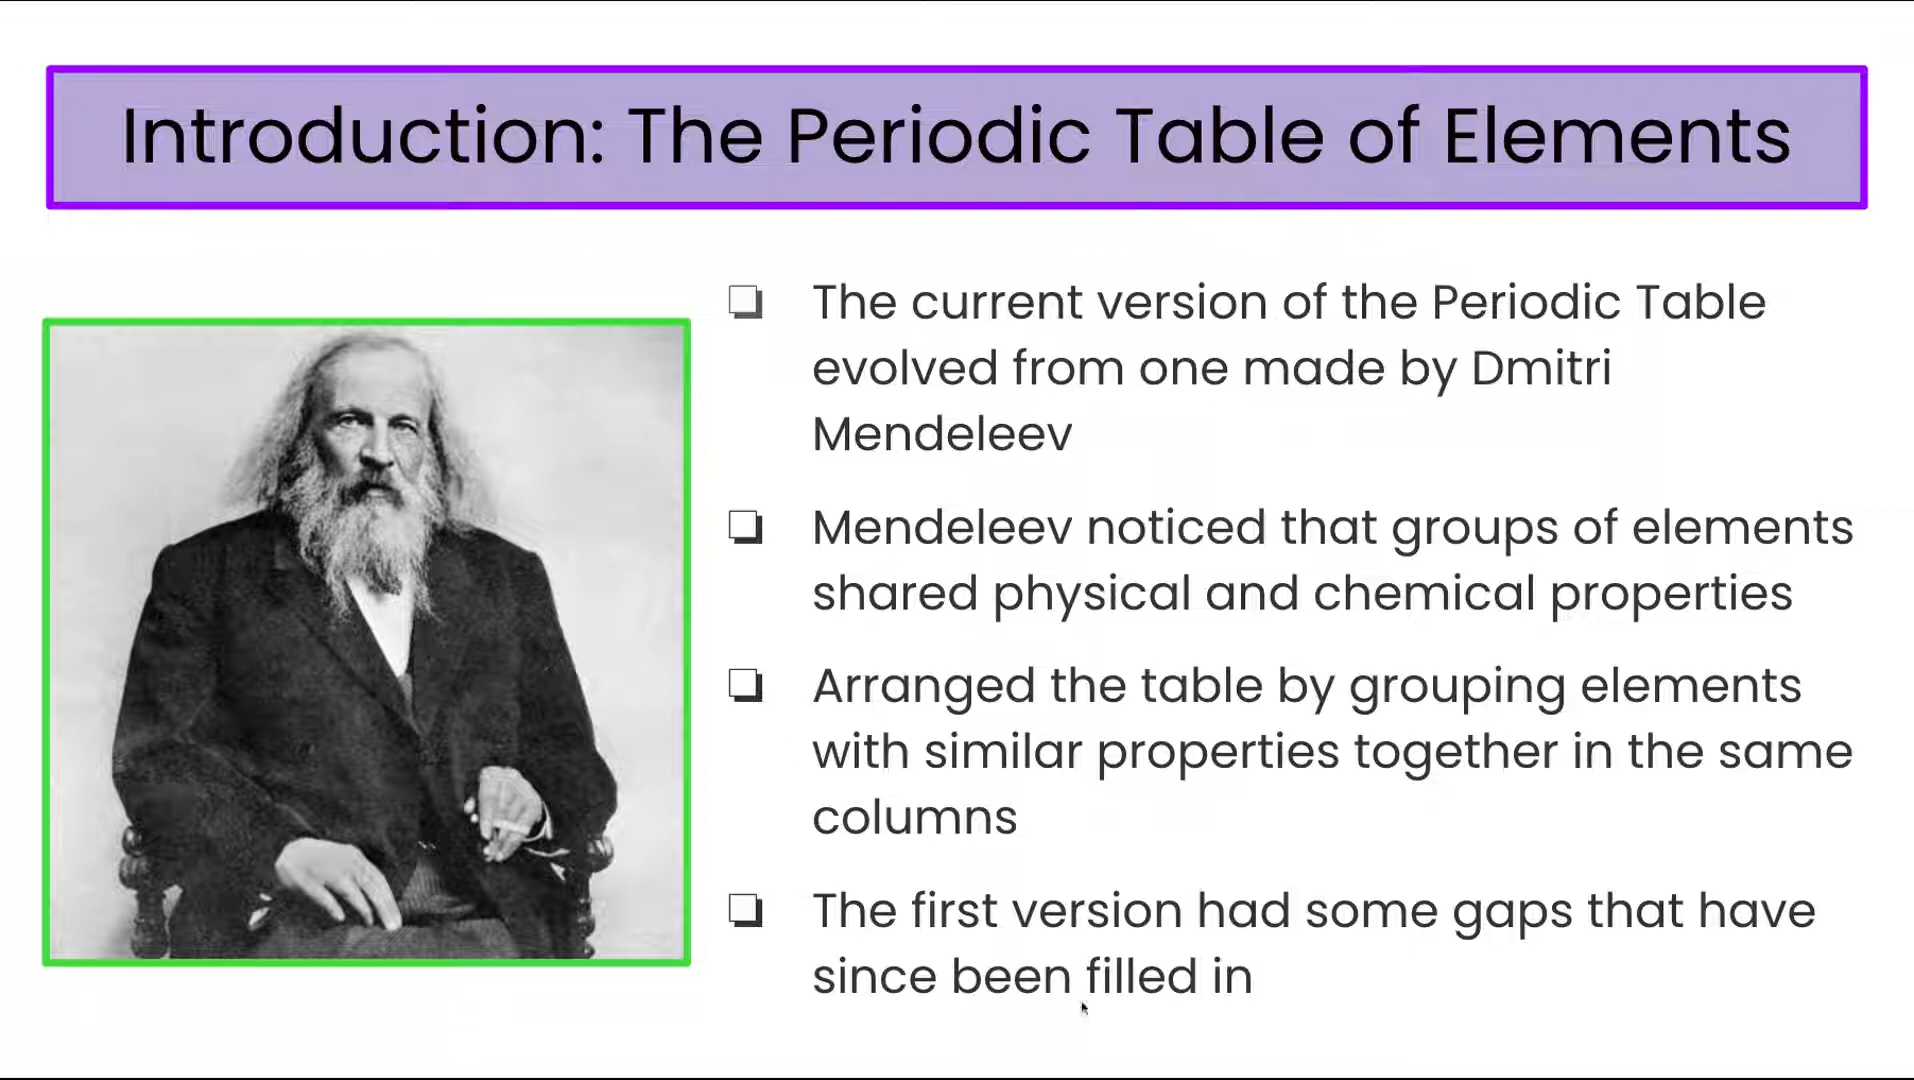 Introduction: The Periodic Table of Elements
The current version of the Periodic Table
evolved from one made by Dmitri
Mendeleev
Mendeleev noticed that groups of elements
shared physical and chemical properties
Arranged the table by grouping elements
with similar properties together in the same
columns
The first version had some gaps that have
since been filled in